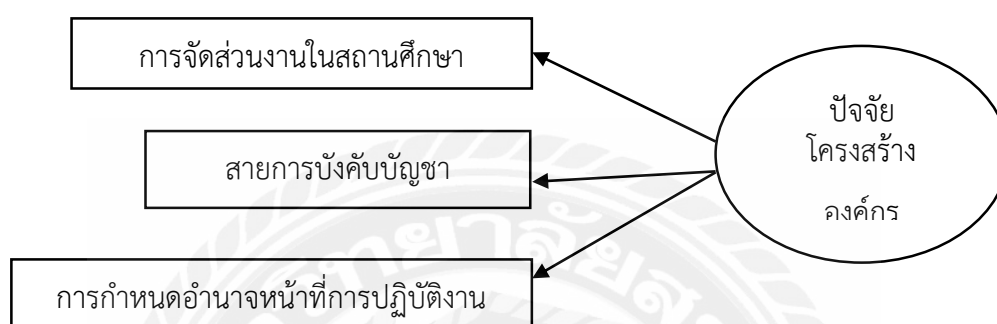 การจัดส่วนงานในสถานศึกษา
สายการบังคับบัญชา
การกำหนดอำนาจหน้าที่การปฏิบัติงาน
ปัจจัย
โครงสร้าง
องค์กร